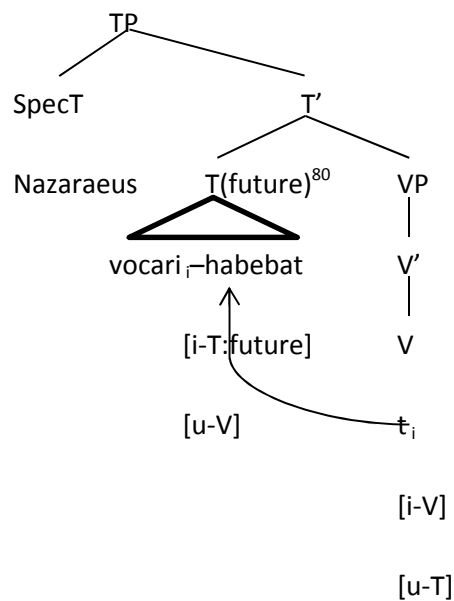 TP
SpecT T’
Nazaraeus T(future)80 VP
vocari i–habebat V’
[i-T:future] V
[u-V] t i
[i-V]
[u-T]